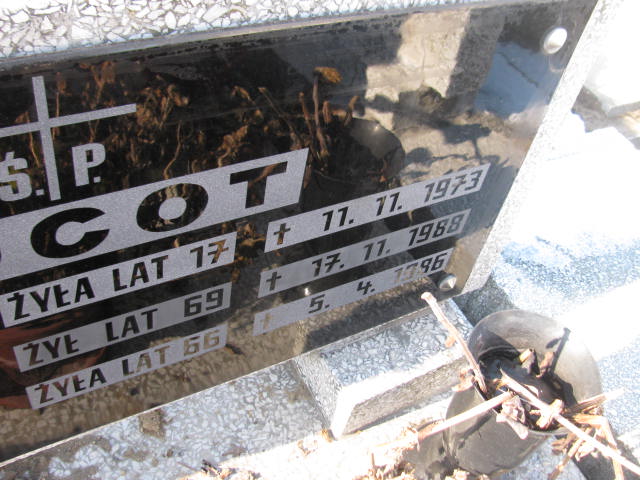 Ś. P.
COT
ŻYŁA LAT 17 † 11. 11. 1973
ŻYŁ LAT 69 † 17. 11. 1988
ŻYŁA LAT 66 † 5. 4. 1996